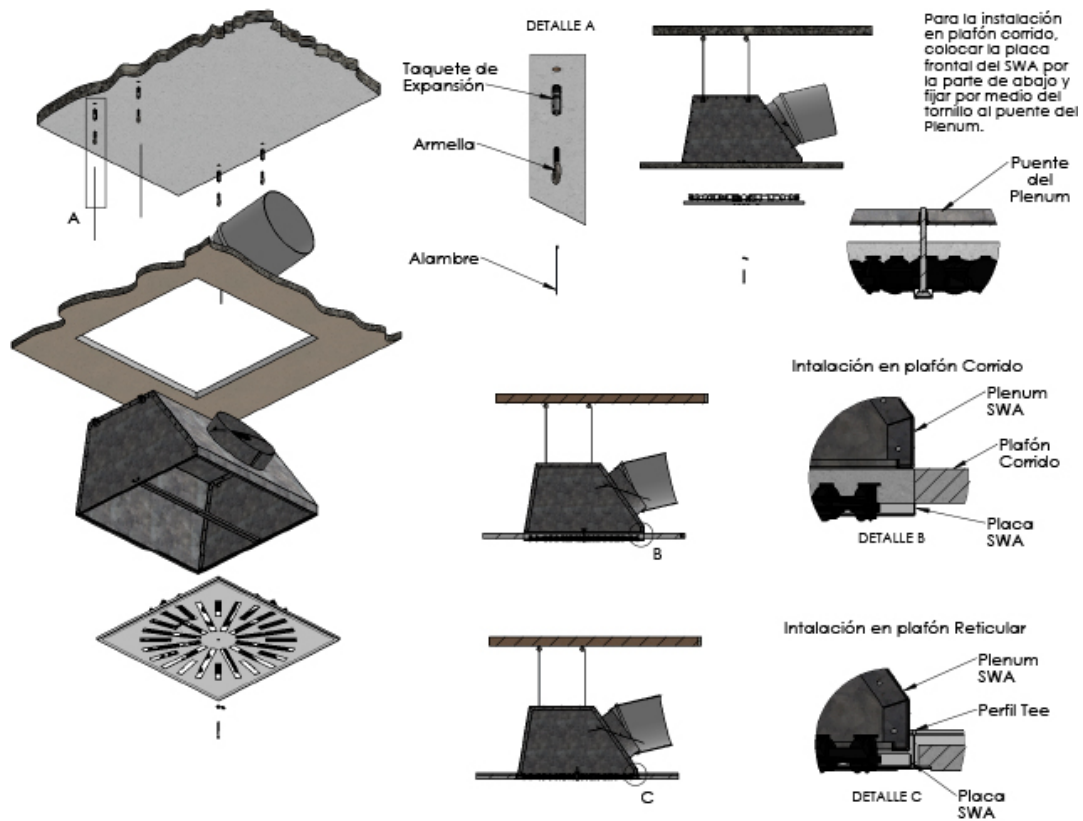 DETALLE A
Taquete de
Expansión
Armella
Alambre
A
Para la instalación
en plafón corrido,
colocar la placa
frontal del SWA por
la parte de abajo y
fijar por medio del
tornillo al puente del
Plenum.
Puente
del
Plenum
B
Intalación en plafón Corrido
Plenum
SWA
Plafón
Corrido
Placa
SWA
DETALLE B
C
Intalación en plafón Reticular
Plenum
SWA
Perfil Tee
Placa
SWA
DETALLE C